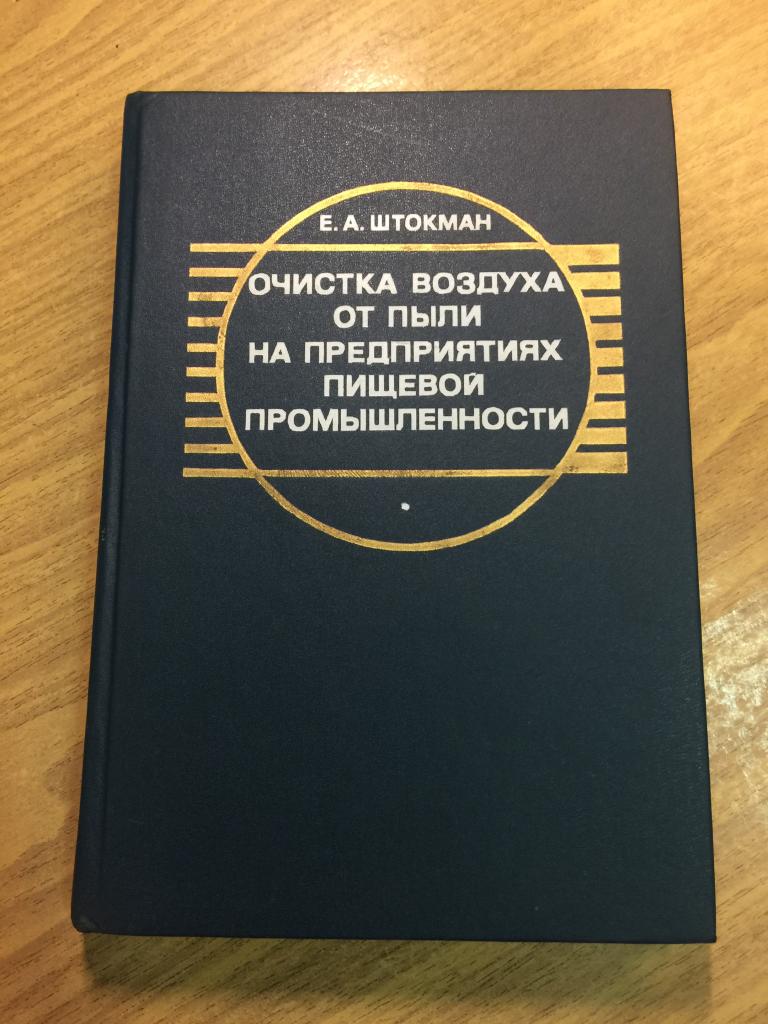 Е. А. ШТОКМАН
ОЧИСТКА ВОЗДУХА
ОТ ПЫЛИ
НА ПРЕДПРИЯТИЯХ
ПИЩЕВОЙ
ПРОМЫШЛЕННОСТИ